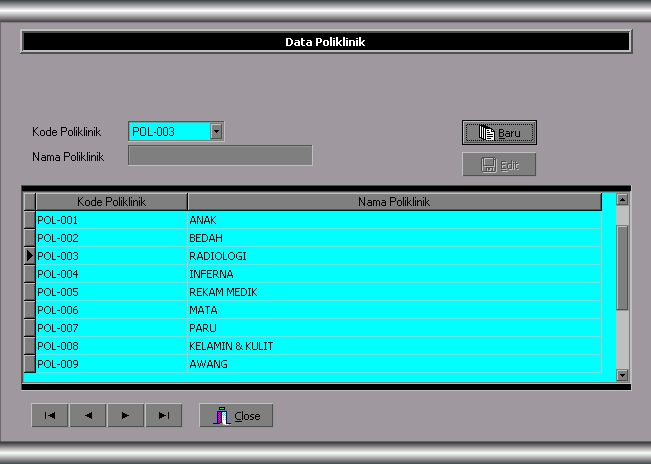 Data Poliklinik
Kode Poliklinik POL-003 Baru
Nama Poliklinik Edit
Kode Poliklinik Nama Poliklinik
POL-001 ANAK
POL-002 BEDAH
POL-003 RADIOLOGI
POL-004 INFERNA
POL-005 REKAM MEDIK
POL-006 MATA
POL-007 PARU
POL-008 KELAMIN & KULIT
POL-009 AWANG
Close